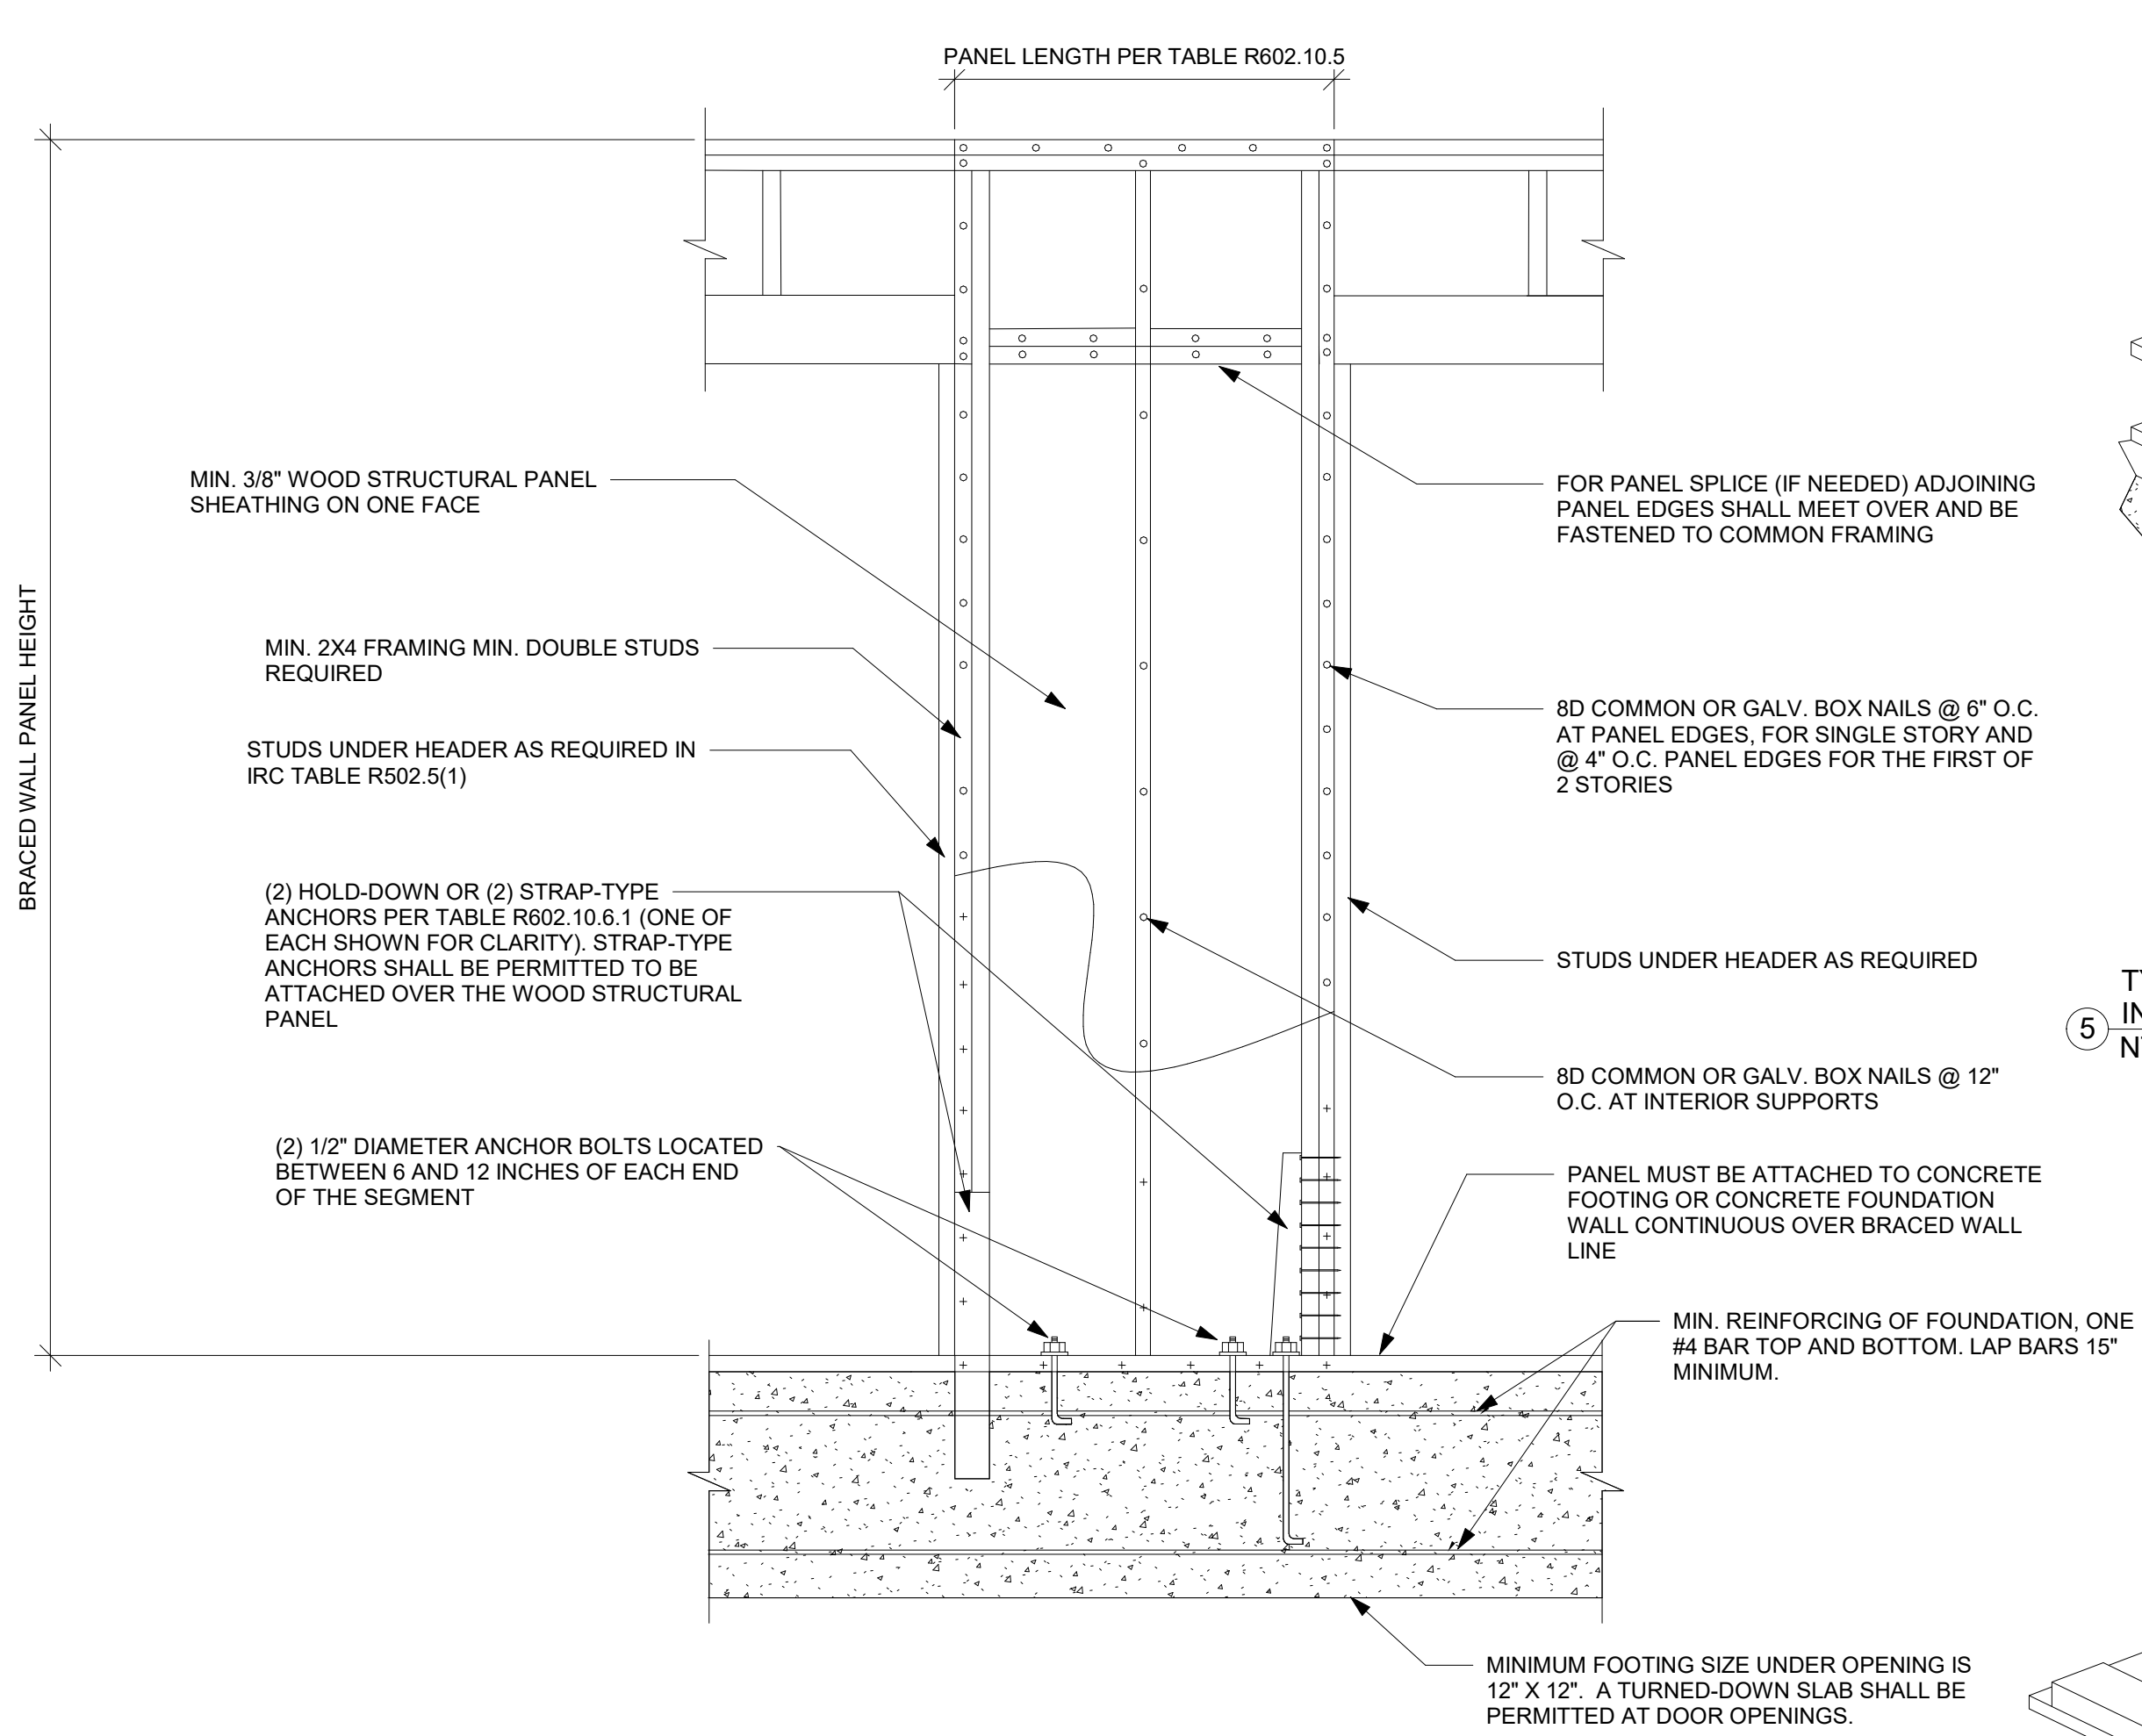 PANEL LENGTH PER TABLE R602.10.5
BRACED WALL PANEL HEIGHT
MIN. 3/8" WOOD STRUCTURAL PANEL
SHEATHING ON ONE FACE
MIN. 2X4 FRAMING MIN. DOUBLE STUDS
REQUIRED
STUDS UNDER HEADER AS REQUIRED IN
IRC TABLE R502.5(1)
(2) HOLD-DOWN OR (2) STRAP-TYPE
ANCHORS PER TABLE R602.10.6.1 (ONE OF
EACH SHOWN FOR CLARITY). STRAP-TYPE
ANCHORS SHALL BE PERMITTED TO BE
ATTACHED OVER THE WOOD STRUCTURAL
PANEL
(2) 1/2" DIAMETER ANCHOR BOLTS LOCATED
BETWEEN 6 AND 12 INCHES OF EACH END
OF THE SEGMENT
FOR PANEL SPLICE (IF NEEDED) ADJOINING
PANEL EDGES SHALL MEET OVER AND BE
FASTENED TO COMMON FRAMING
8D COMMON OR GALV. BOX NAILS @ 6" O.C.
AT PANEL EDGES, FOR SINGLE STORY AND
@ 4" O.C. PANEL EDGES FOR THE FIRST OF
2 STORIES
STUDS UNDER HEADER AS REQUIRED
8D COMMON OR GALV. BOX NAILS @ 12"
O.C. AT INTERIOR SUPPORTS
PANEL MUST BE ATTACHED TO CONCRETE
FOOTING OR CONCRETE FOUNDATION
WALL CONTINUOUS OVER BRACED WALL
LINE
MIN. REINFORCING OF FOUNDATION, ONE
#4 BAR TOP AND BOTTOM. LAP BARS 15"
MINIMUM.
MINIMUM FOOTING SIZE UNDER OPENING IS
12" X 12". A TURNED-DOWN SLAB SHALL BE
PERMITTED AT DOOR OPENINGS.
5